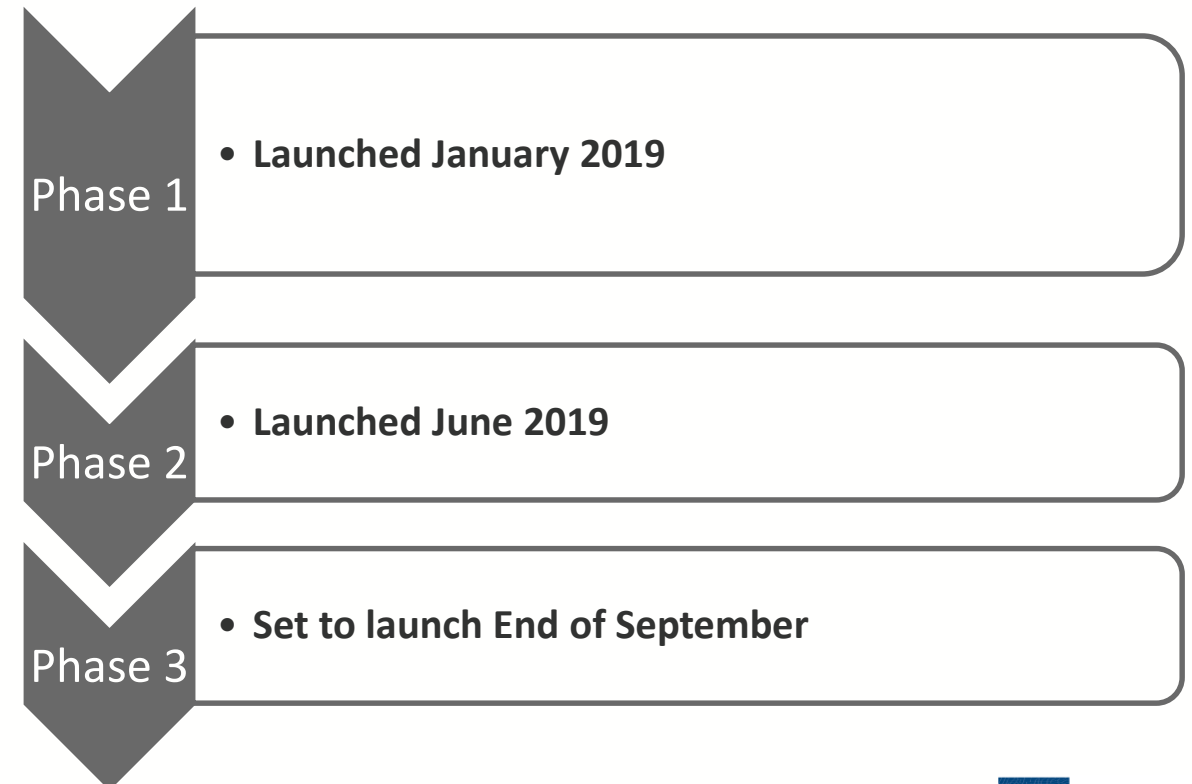 Phase 1
• Launched January 2019
Phase 2
• Launched June 2019
Phase 3
• Set to launch End of September